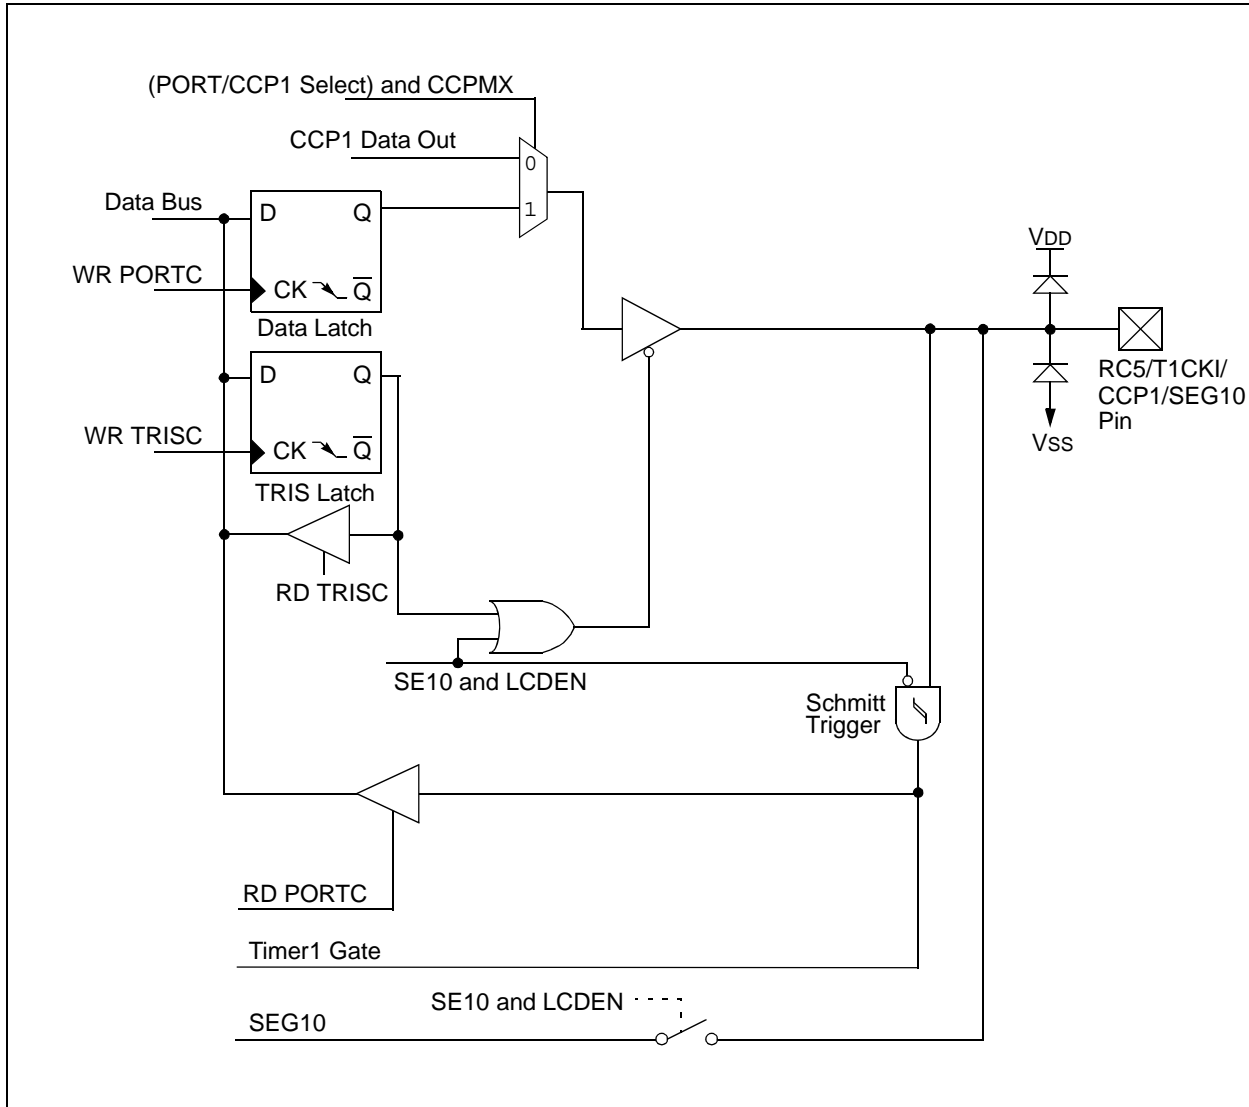 (PORT/CCP1 Select) and CCPMX
CCP1 Data Out
0
Data Bus
D
Q
1
VDD
WR PORTC
CK
Q
Data Latch
D
Q
RC5/T1CKI/
CCP1/SEG10
Pin
WR TRISC
CK
Q
VSS
TRIS Latch
RD TRISC
SE10 and LCDEN
Schmitt
Trigger
RD PORTC
Timer1 Gate
SE10 and LCDEN
SEG10